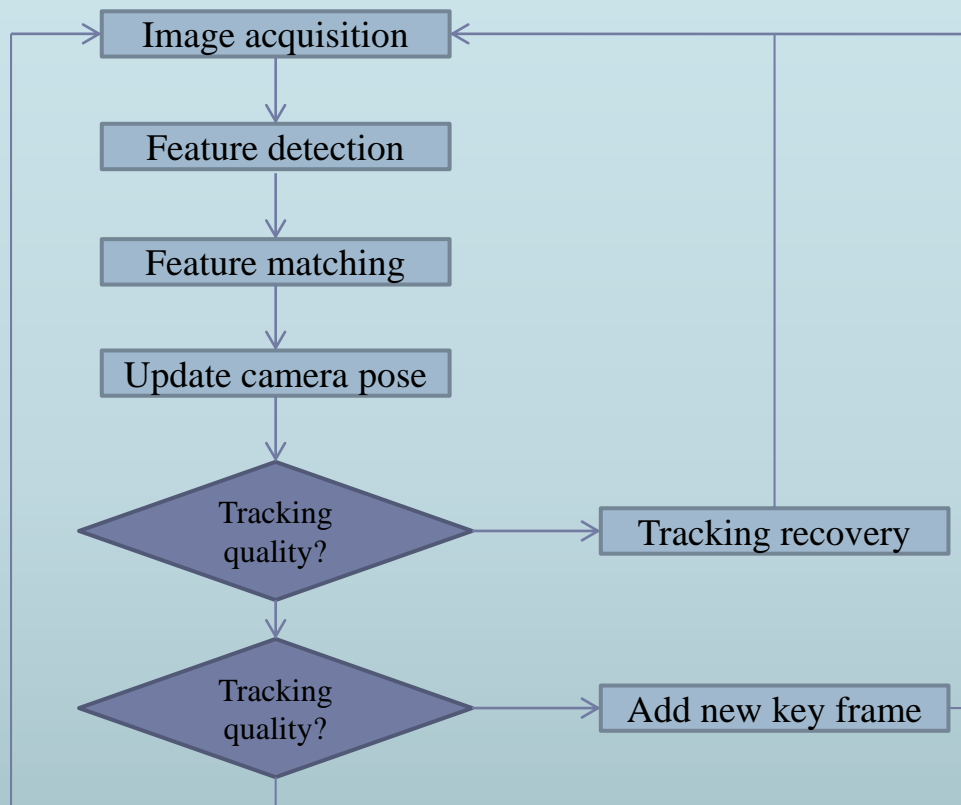 Image acquisition
Feature detection
Feature matching
Update camera pose
Tracking
quality?
Tracking recovery
Tracking
quality?
Add new key frame